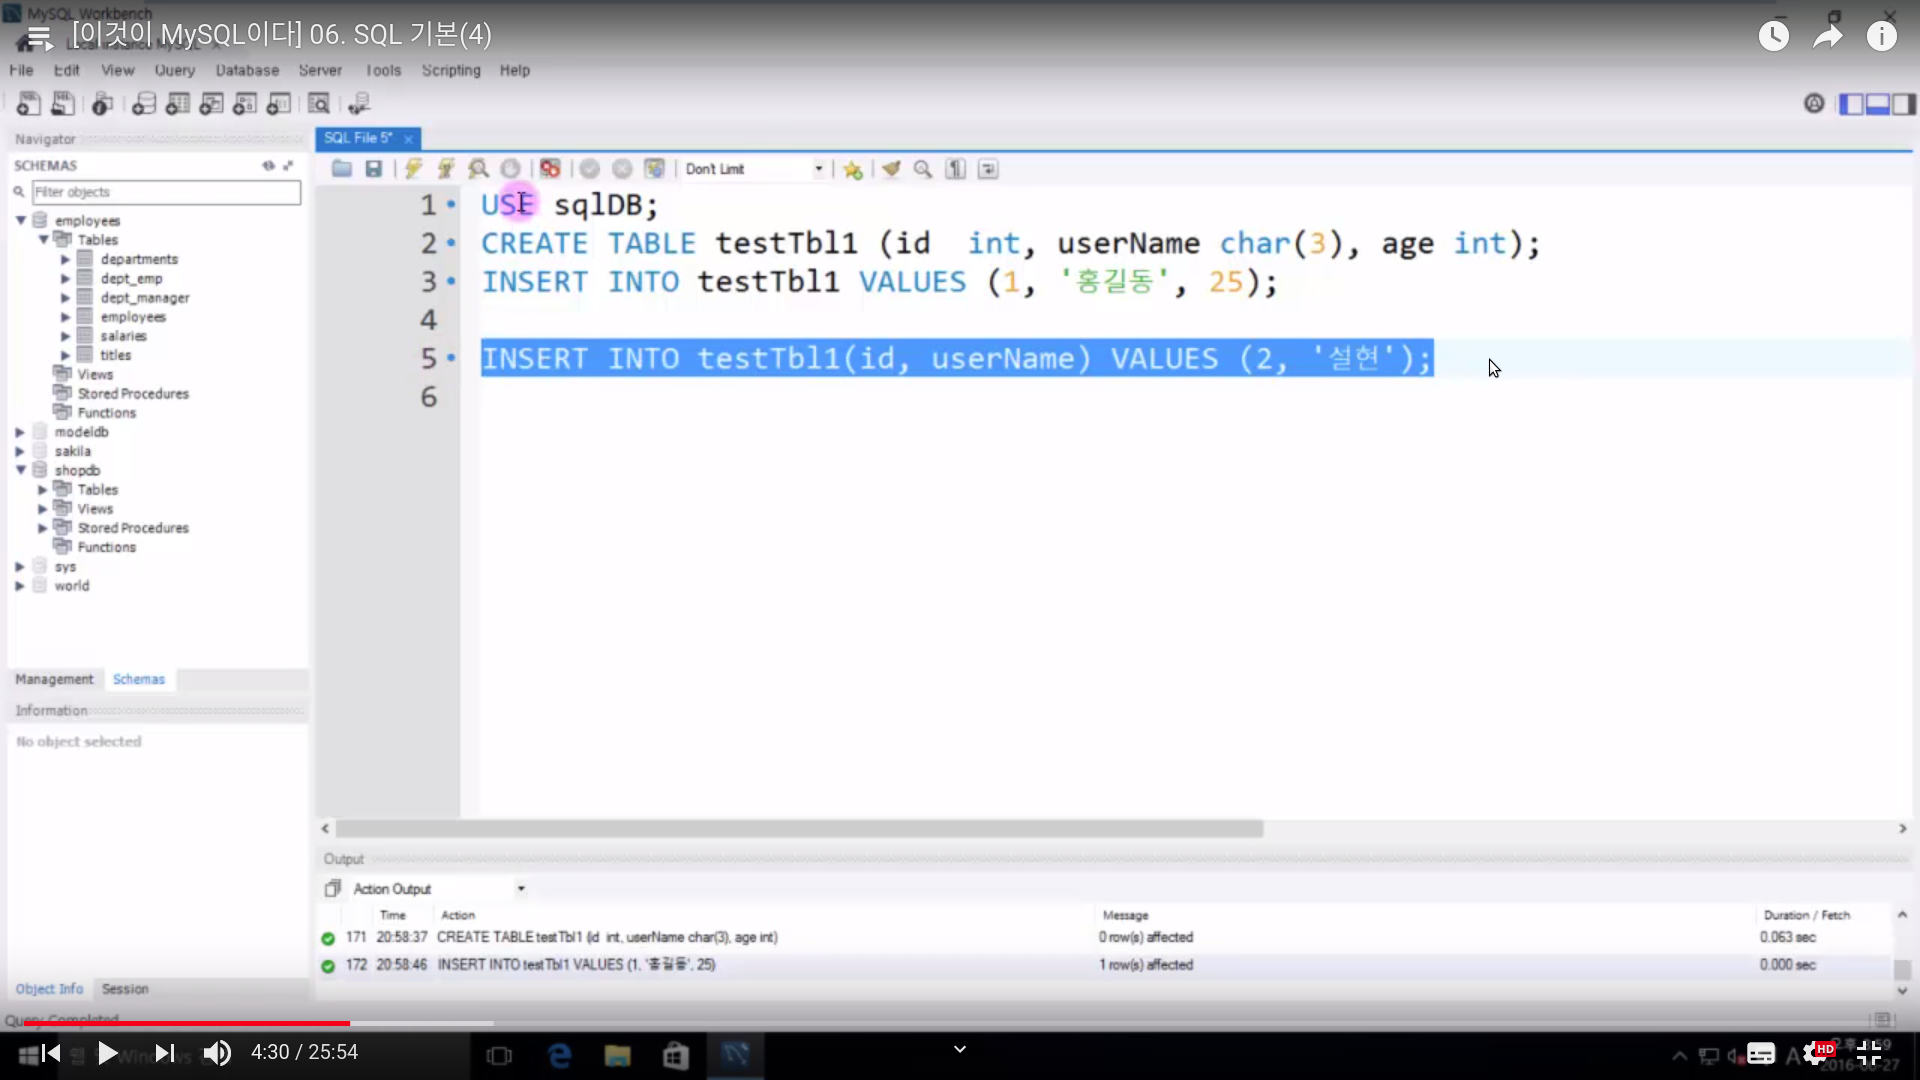 MySQL Workbench
[이것이 MySQL이다] 06. SQL 기본(4)
File Edit View Query Database Server Tools Scripting Help
Navigator
SQL File 5*
SCHEMAS
Don't Limit
Filter objects
employees
Tables
departments
dept_emp
dept_manager
employees
salaries
titles
Views
Stored Procedures
Functions
modeldb
sakila
shopdb
Tables
Views
Stored Procedures
Functions
sys
world
Management Schemas
Information
No object selected
Object Info Session
Query Completed
1 USE sqlDB;
2 CREATE TABLE testTbl1 (id int, userName char(3), age int);
3 INSERT INTO testTbl1 VALUES (1, '홍길동', 25);
4
5 INSERT INTO testTbl1(id, userName) VALUES (2, '설현');
6
Output
Action Output
Time Action Message Duration / Fetch
171 20:58:37 CREATE TABLE testTbl1 (id int, userName char(3), age int) 0 row(s) affected 0.063 sec
172 20:58:46 INSERT INTO testTbl1 VALUES (1, '홍길동', 25) 1 row(s) affected 0.000 sec
4:30 / 25:54
HD